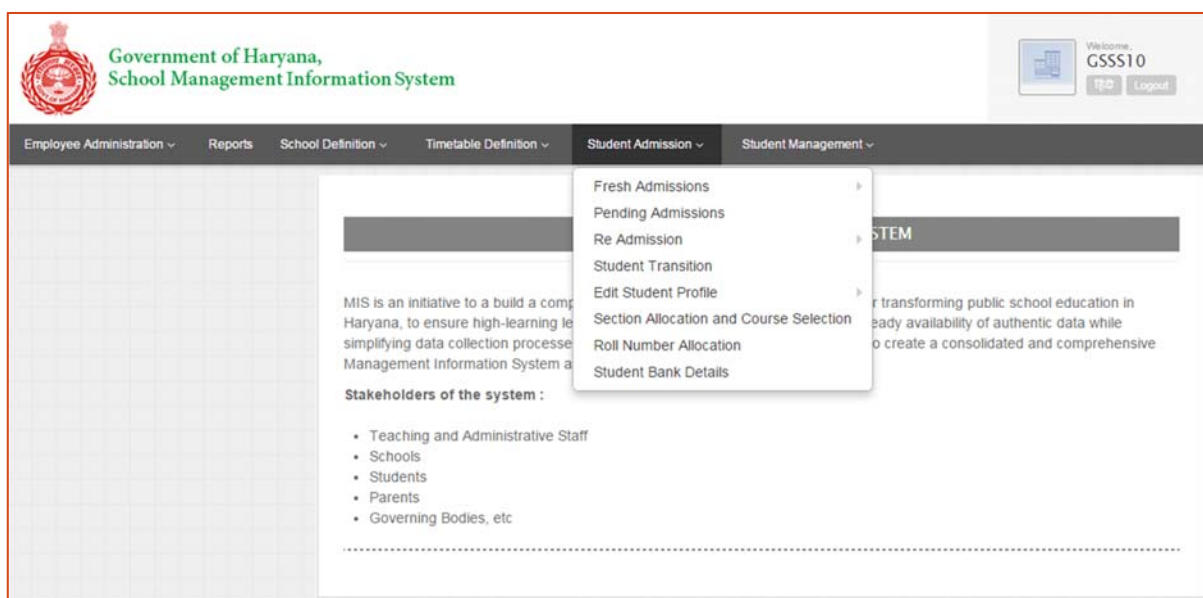 Government of Haryana,
School Management Information System
Welcome,
GSSS10
हिंदी Logout
Employee Administration Reports School Definition Timetable Definition Student Admission Student Management
Fresh Admissions
Pending Admissions
Re Admission
Student Transition
Edit Student Profile
Section Allocation and Course Selection
Roll Number Allocation
Student Bank Details
STEM
MIS is an initiative to a build a comp r transforming public school education in
Haryana, to ensure high-learning le eady availability of authentic data while
simplifying data collection processe o create a consolidated and comprehensive
Management Information System a
Stakeholders of the system :
• Teaching and Administrative Staff
• Schools
• Students
• Parents
• Governing Bodies, etc